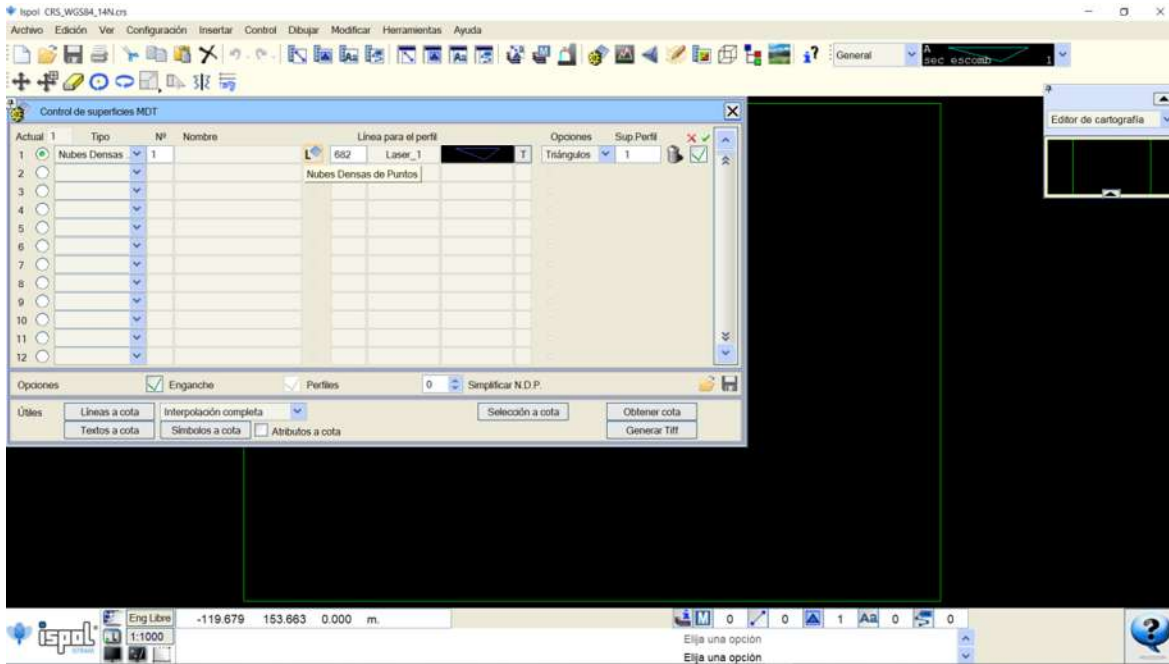 Ispol CRS_WGS84_14N.crs
Archivo Edición Ver Configuración Insertar Control Dibujar Modificar Herramientas Ayuda
General A sec escomb 1
Control de superficies MDT
Editor de cartografía
Actual 1 Tipo Nº Nombre Línea para el perfil Opciones Sup.Perfil
1 Nubes Densas 1 L 682 Laser_1 T Triángulos 1
Nubes Densas de Puntos
2
3
4
5
6
7
8
9
10
11
12
Opciones Enganche Perfiles 0 Simplificar N.D.P.
Útiles Líneas a cota Interpolación completa Selección a cota Obtener cota
Textos a cota Símbolos a cota Atributos a cota Generar Tiff
Eng Libre -119.679 153.663 0.000 m. M 0 0 1 Aa 0 0
ispol 1:1000 Elija una opción
Elija una opción